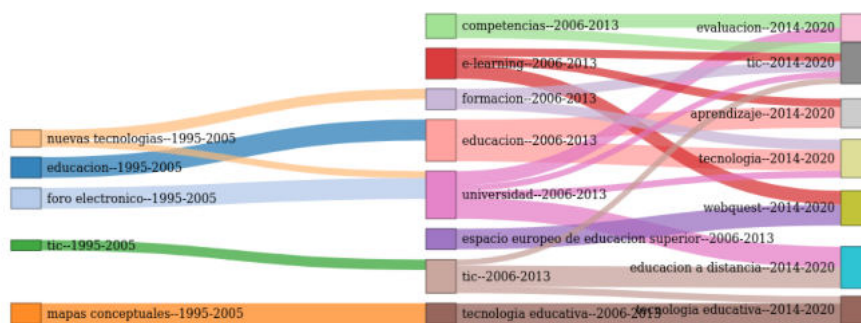 nuevas tecnologias--1995-2005
educacion--1995-2005
foro electronico--1995-2005
tic--1995-2005
mapas conceptuales--1995-2005
competencias--2006-2013
e-learning--2006-2013
formacion--2006-2013
educacion--2006-2013
universidad--2006-2013
espacio europeo de educacion superior--2006-2013
tic--2006-2013
tecnologia educativa--2006-2013
evaluacion--2014-2020
tic--2014-2020
aprendizaje--2014-2020
tecnologia--2014-2020
webquest--2014-2020
educacion a distancia--2014-2020
tecnologia educativa--2014-2020